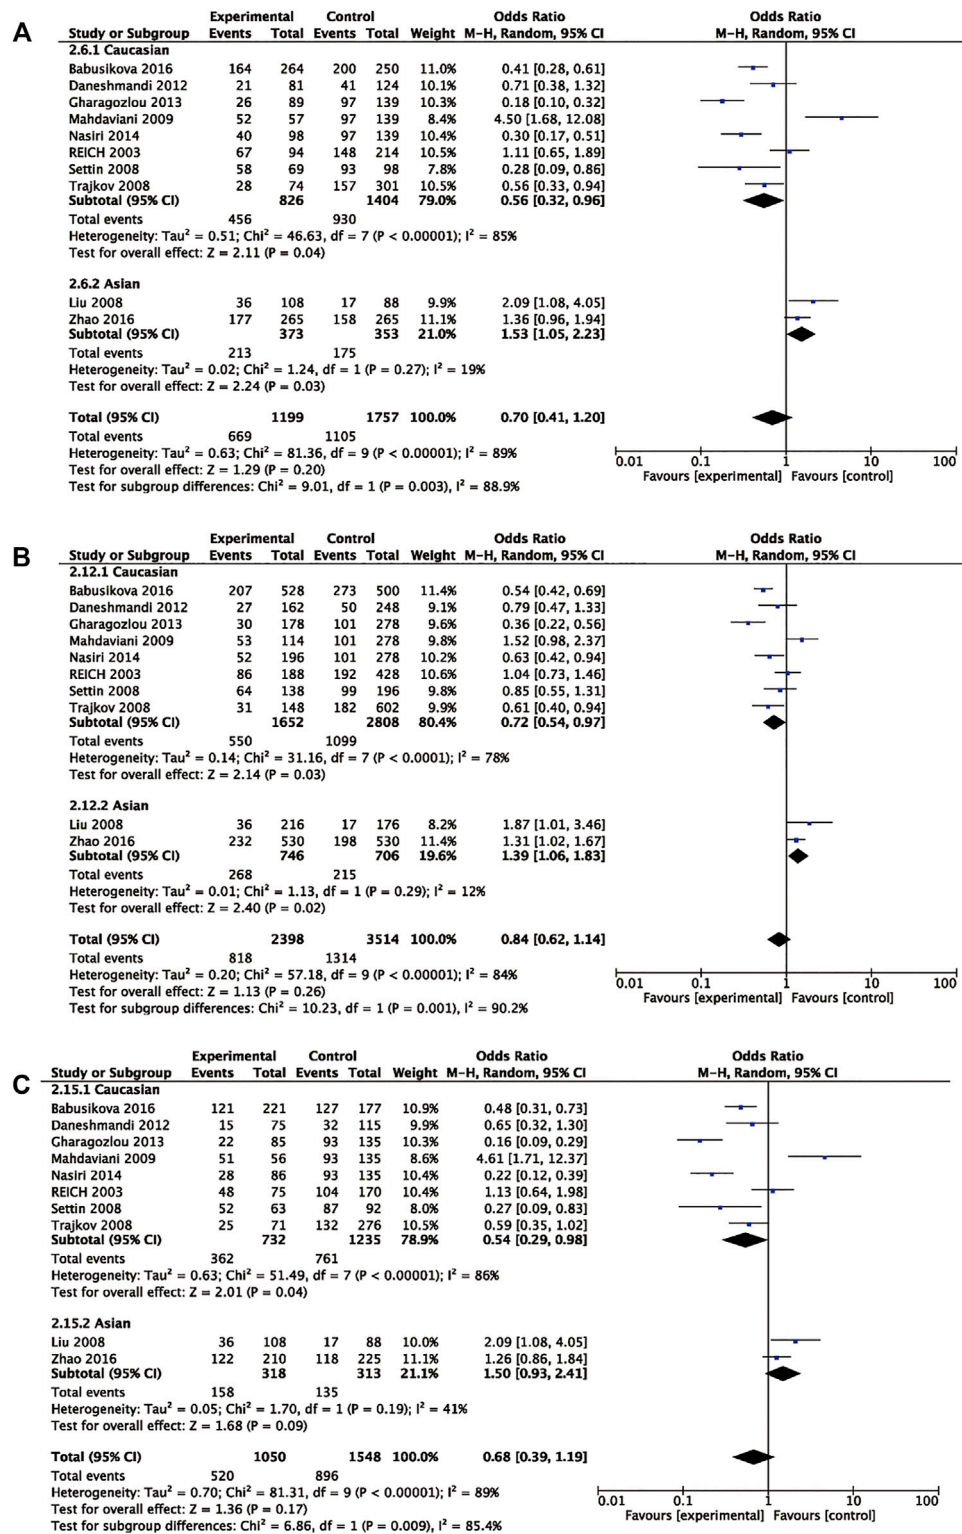 A
Experimental Control Odds Ratio Odds Ratio
Study or Subgroup Events Total Events Total Weight M-H, Random, 95% CI M-H, Random, 95% CI
2.6.1 Caucasian
Babusikova 2016 164 264 200 250 11.0% 0.41 [0.28, 0.61]
Daneshmandi 2012 21 81 41 124 10.1% 0.71 [0.38, 1.32]
Gharagozlou 2013 26 89 97 139 10.3% 0.18 [0.10, 0.32]
Mahdaviani 2009 52 57 97 139 8.4% 4.50 [1.68, 12.08]
Nasiri 2014 40 98 97 139 10.4% 0.30 [0.17, 0.51]
REICH 2003 67 94 148 214 10.5% 1.11 [0.65, 1.89]
Settin 2008 58 69 93 98 7.8% 0.28 [0.09, 0.86]
Trajkov 2008 28 74 157 301 10.5% 0.56 [0.33, 0.94]
Subtotal (95% CI) 826 1404 79.0% 0.56 [0.32, 0.96]
Total events 456 930
Heterogeneity: Tau² = 0.51; Chi² = 46.63, df = 7 (P < 0.00001); I² = 85%
Test for overall effect: Z = 2.11 (P = 0.04)
2.6.2 Asian
Liu 2008 36 108 17 88 9.9% 2.09 [1.08, 4.05]
Zhao 2016 177 265 158 265 11.1% 1.36 [0.96, 1.94]
Subtotal (95% CI) 373 353 21.0% 1.53 [1.05, 2.23]
Total events 213 175
Heterogeneity: Tau² = 0.02; Chi² = 1.24, df = 1 (P = 0.27); I² = 19%
Test for overall effect: Z = 2.24 (P = 0.03)
Total (95% CI) 1199 1757 100.0% 0.70 [0.41, 1.20]
Total events 669 1105
Heterogeneity: Tau² = 0.63; Chi² = 81.36, df = 9 (P < 0.00001); I² = 89%
Test for overall effect: Z = 1.29 (P = 0.20)
Test for subgroup differences: Chi² = 9.01, df = 1 (P = 0.003), I² = 88.9%
0.01 0.1 1 10 100
Favours [experimental] Favours [control]
B
Experimental Control Odds Ratio Odds Ratio
Study or Subgroup Events Total Events Total Weight M-H, Random, 95% CI M-H, Random, 95% CI
2.12.1 Caucasian
Babusikova 2016 207 528 273 500 11.4% 0.54 [0.42, 0.69]
Daneshmandi 2012 27 162 50 248 9.1% 0.79 [0.47, 1.33]
Gharagozlou 2013 30 178 101 278 9.6% 0.36 [0.22, 0.56]
Mahdaviani 2009 53 114 101 278 9.8% 1.52 [0.98, 2.37]
Nasiri 2014 52 196 101 278 10.2% 0.63 [0.42, 0.94]
REICH 2003 86 188 192 428 10.6% 1.04 [0.73, 1.46]
Settin 2008 64 138 99 196 9.8% 0.85 [0.55, 1.31]
Trajkov 2008 31 148 182 602 9.9% 0.61 [0.40, 0.94]
Subtotal (95% CI) 1652 2808 80.4% 0.72 [0.54, 0.97]
Total events 550 1099
Heterogeneity: Tau² = 0.14; Chi² = 31.16, df = 7 (P < 0.0001); I² = 78%
Test for overall effect: Z = 2.14 (P = 0.03)
2.12.2 Asian
Liu 2008 36 216 17 176 8.2% 1.87 [1.01, 3.46]
Zhao 2016 232 530 198 530 11.4% 1.31 [1.02, 1.67]
Subtotal (95% CI) 746 706 19.6% 1.39 [1.06, 1.83]
Total events 268 215
Heterogeneity: Tau² = 0.01; Chi² = 1.13, df = 1 (P = 0.29); I² = 12%
Test for overall effect: Z = 2.40 (P = 0.02)
Total (95% CI) 2398 3514 100.0% 0.84 [0.62, 1.14]
Total events 818 1314
Heterogeneity: Tau² = 0.20; Chi² = 57.18, df = 9 (P < 0.00001); I² = 84%
Test for overall effect: Z = 1.13 (P = 0.26)
Test for subgroup differences: Chi² = 10.23, df = 1 (P = 0.001), I² = 90.2%
0.01 0.1 1 10 100
Favours [experimental] Favours [control]
C
Experimental Control Odds Ratio Odds Ratio
Study or Subgroup Events Total Events Total Weight M-H, Random, 95% CI M-H, Random, 95% CI
2.15.1 Caucasian
Babusikova 2016 121 221 127 177 10.9% 0.48 [0.31, 0.73]
Daneshmandi 2012 15 75 32 115 9.9% 0.65 [0.32, 1.30]
Gharagozlou 2013 22 85 93 135 10.3% 0.16 [0.09, 0.29]
Mahdaviani 2009 51 56 93 135 8.6% 4.61 [1.71, 12.37]
Nasiri 2014 28 86 93 135 10.4% 0.22 [0.12, 0.39]
REICH 2003 48 75 104 170 10.4% 1.13 [0.64, 1.98]
Settin 2008 52 63 87 92 8.0% 0.27 [0.09, 0.83]
Trajkov 2008 25 71 132 276 10.5% 0.59 [0.35, 1.02]
Subtotal (95% CI) 732 1235 78.9% 0.54 [0.29, 0.98]
Total events 362 761
Heterogeneity: Tau² = 0.63; Chi² = 51.49, df = 7 (P < 0.00001); I² = 86%
Test for overall effect: Z = 2.01 (P = 0.04)
2.15.2 Asian
Liu 2008 36 108 17 88 10.0% 2.09 [1.08, 4.05]
Zhao 2016 122 210 118 225 11.1% 1.26 [0.86, 1.84]
Subtotal (95% CI) 318 313 21.1% 1.50 [0.93, 2.41]
Total events 158 135
Heterogeneity: Tau² = 0.05; Chi² = 1.70, df = 1 (P = 0.19); I² = 41%
Test for overall effect: Z = 1.68 (P = 0.09)
Total (95% CI) 1050 1548 100.0% 0.68 [0.39, 1.19]
Total events 520 896
Heterogeneity: Tau² = 0.70; Chi² = 81.31, df = 9 (P < 0.00001); I² = 89%
Test for overall effect: Z = 1.36 (P = 0.17)
Test for subgroup differences: Chi² = 6.86, df = 1 (P = 0.009), I² = 85.4%
0.01 0.1 1 10 100
Favours [experimental] Favours [control]